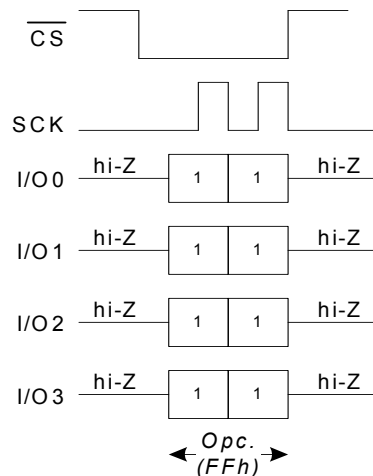 CS
SCK
hi-Z 1 1 hi-Z
I/O0
hi-Z 1 1 hi-Z
I/O1
hi-Z 1 1 hi-Z
I/O2
hi-Z 1 1 hi-Z
I/O3
Opc.
(FFh)